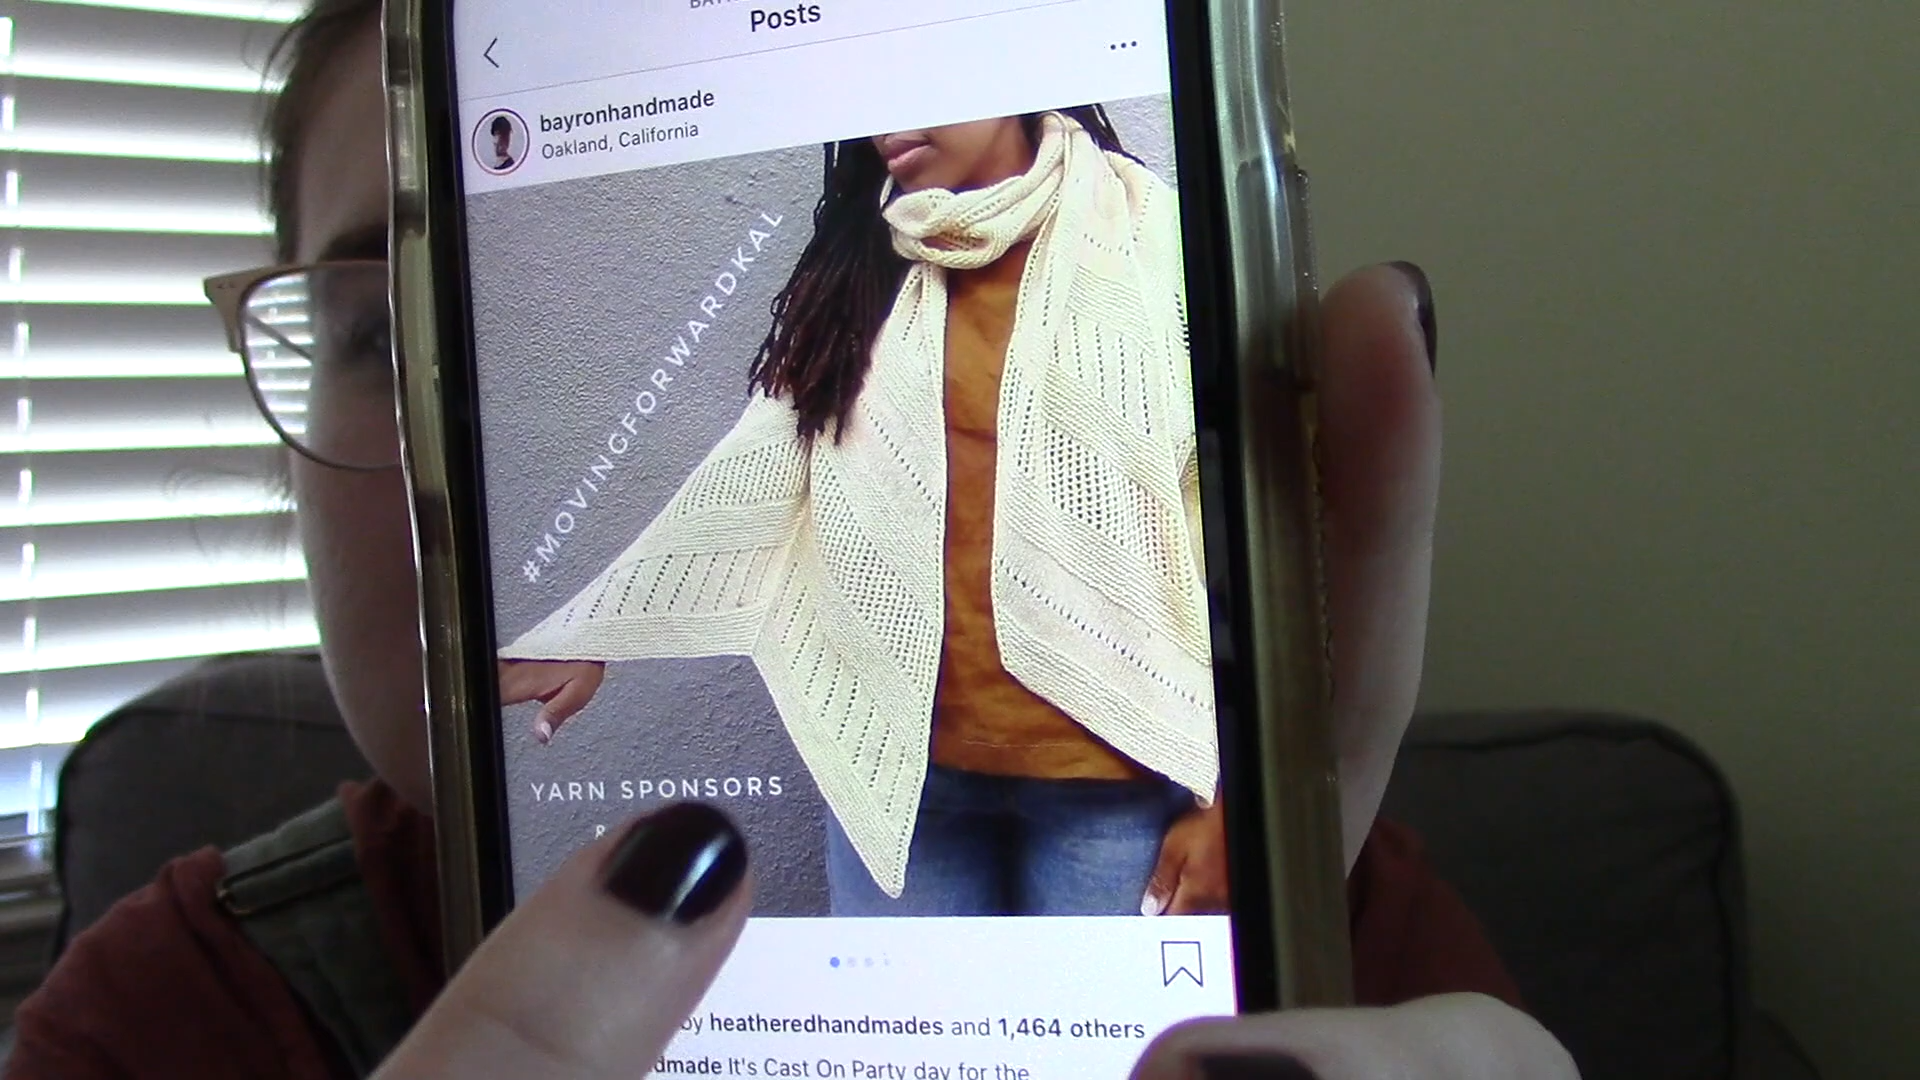 Posts
bayronhandmade
Oakland, California
#MOVINGFORWARDKAL
YARN SPONSORS
&
by heatheredhandmades and 1,464 others
It's Cast On Party day for the